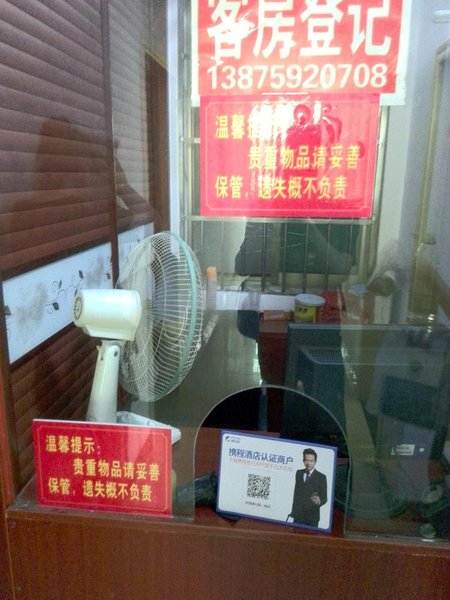 客房登记
13875920708
温馨提示:
贵重物品请妥善
保管，遗失概不负责
温馨提示:
贵重物品请妥善
保管，遗失概不负责
携程酒店认证商户